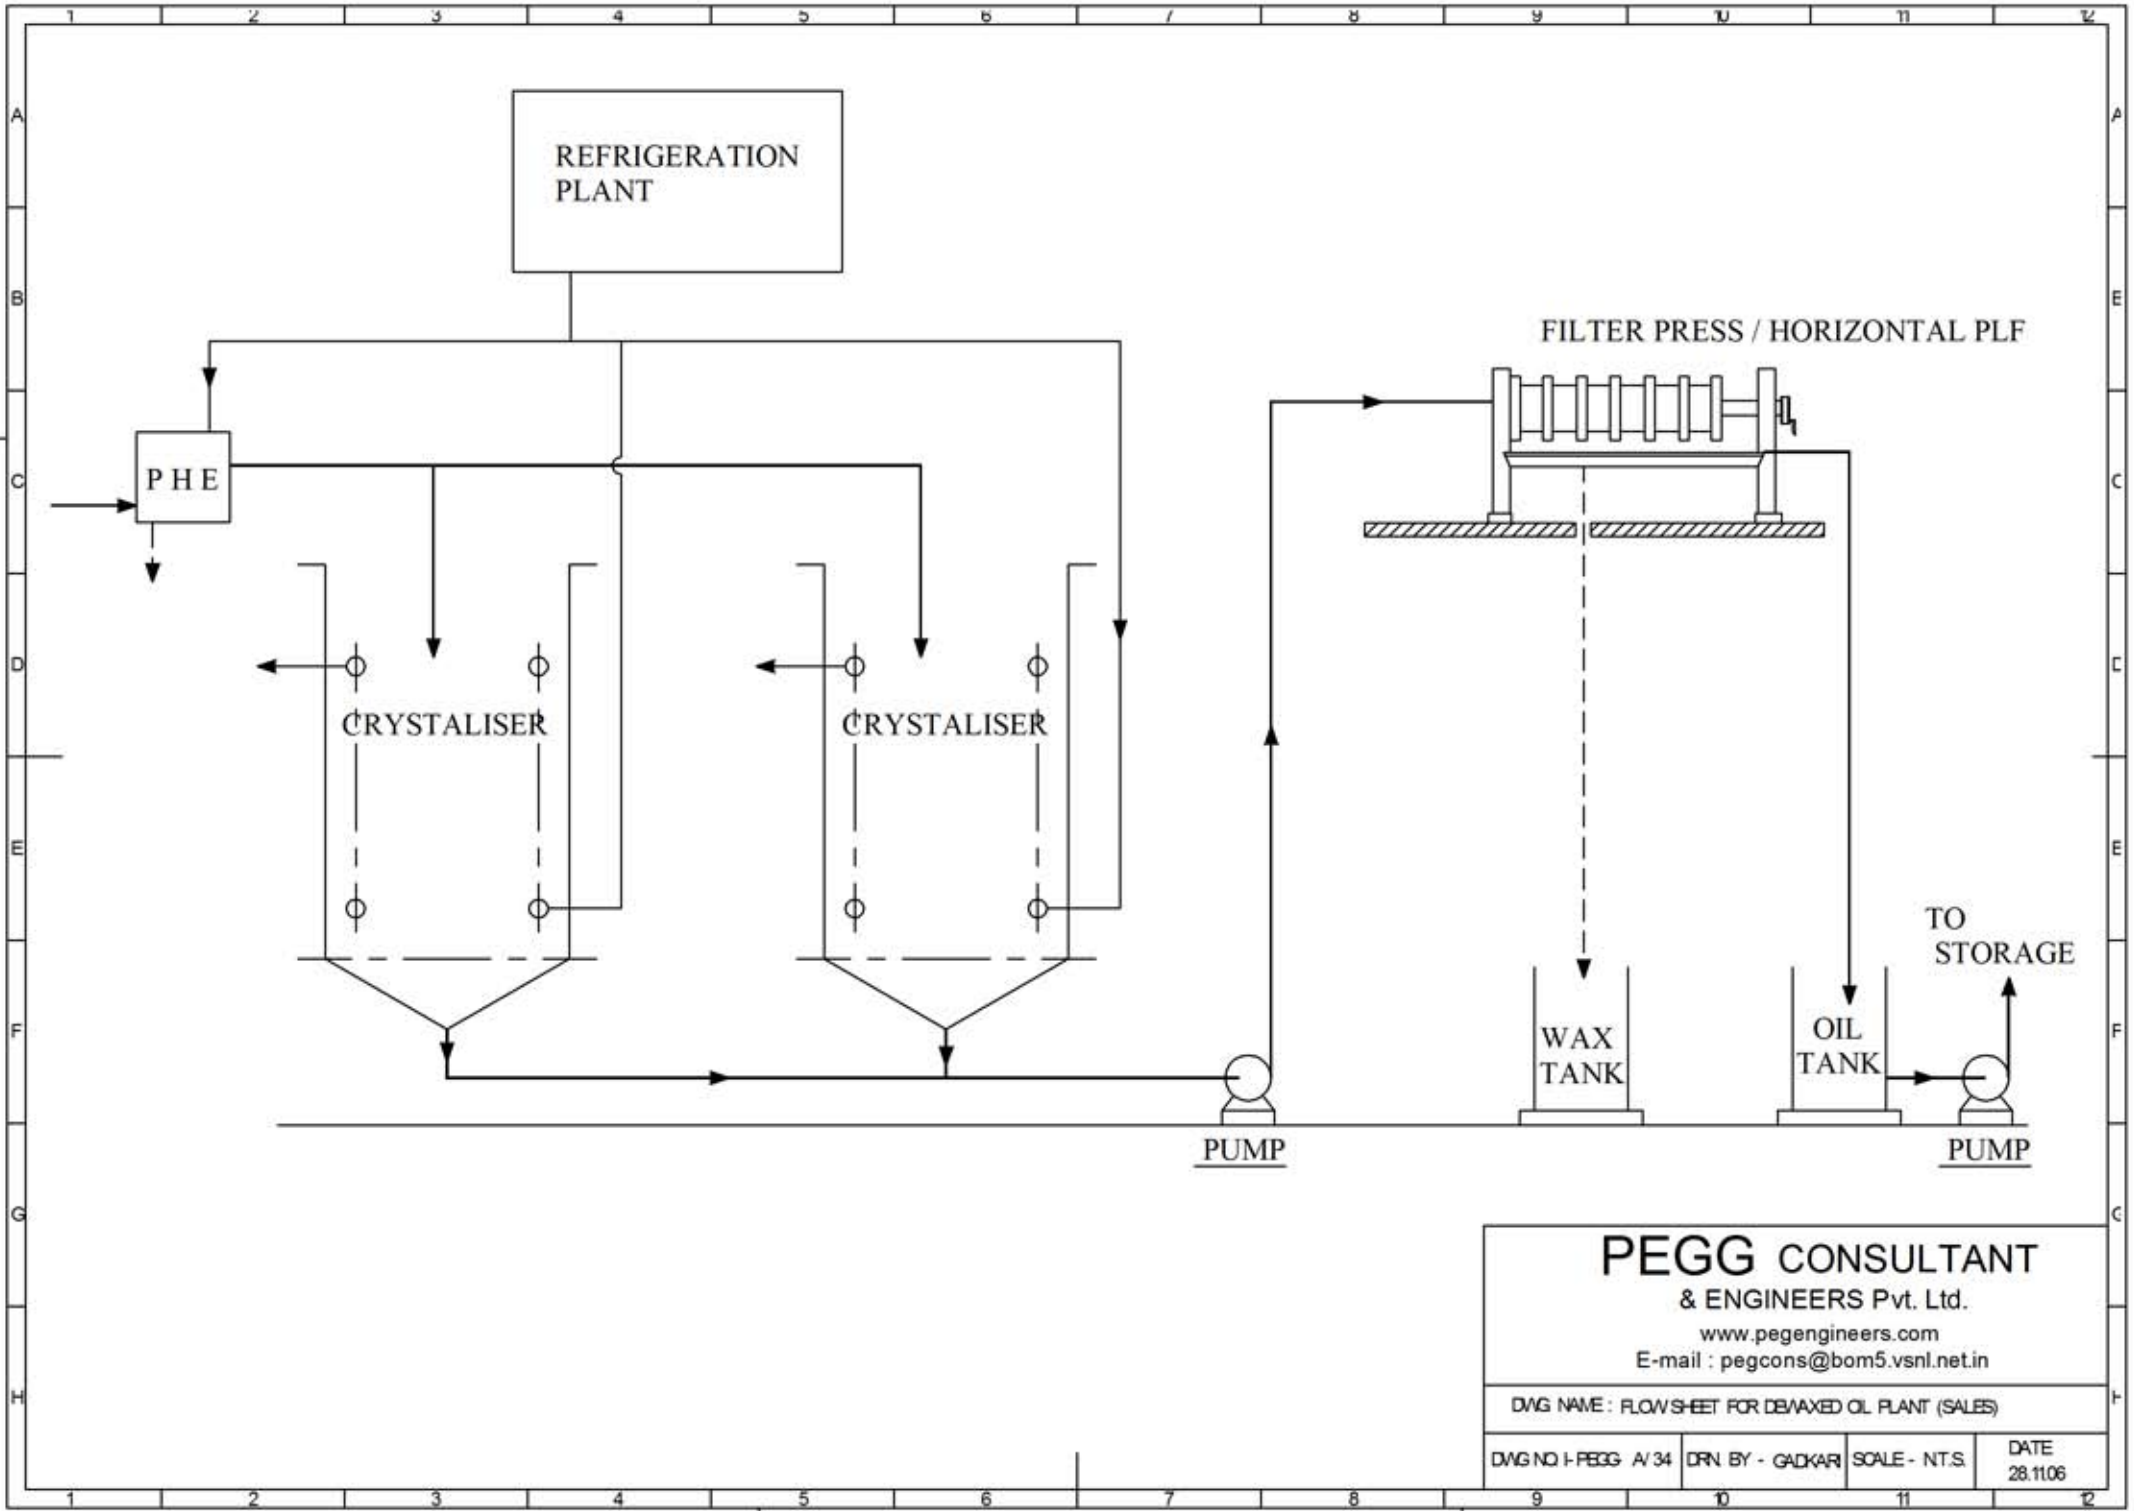 1 2 3 4 5 6 7 8 9 10 11 12
A A
B
C C
D
E E
F F
G
H
REFRIGERATION
PLANT
FILTER PRESS / HORIZONTAL PLF
P H E
CRYSTALISER
CRYSTALISER
TO
STORAGE
WAX
TANK
OIL
TANK
PUMP
PUMP
PEGG CONSULTANT
& ENGINEERS Pvt. Ltd.
www.pegengineers.com
E-mail : pegcons@bom5.vsnl.net.in
DWG NAME : FLOW SHEET FOR DEWAXED OIL PLANT (SALES)
DWG NO I-PEGG- A/ 34
DRN. BY - GADKARI
SCALE - N.T.S.
DATE
28.11.06
1 2 3 4 5 6 7 8 9 10 11 12